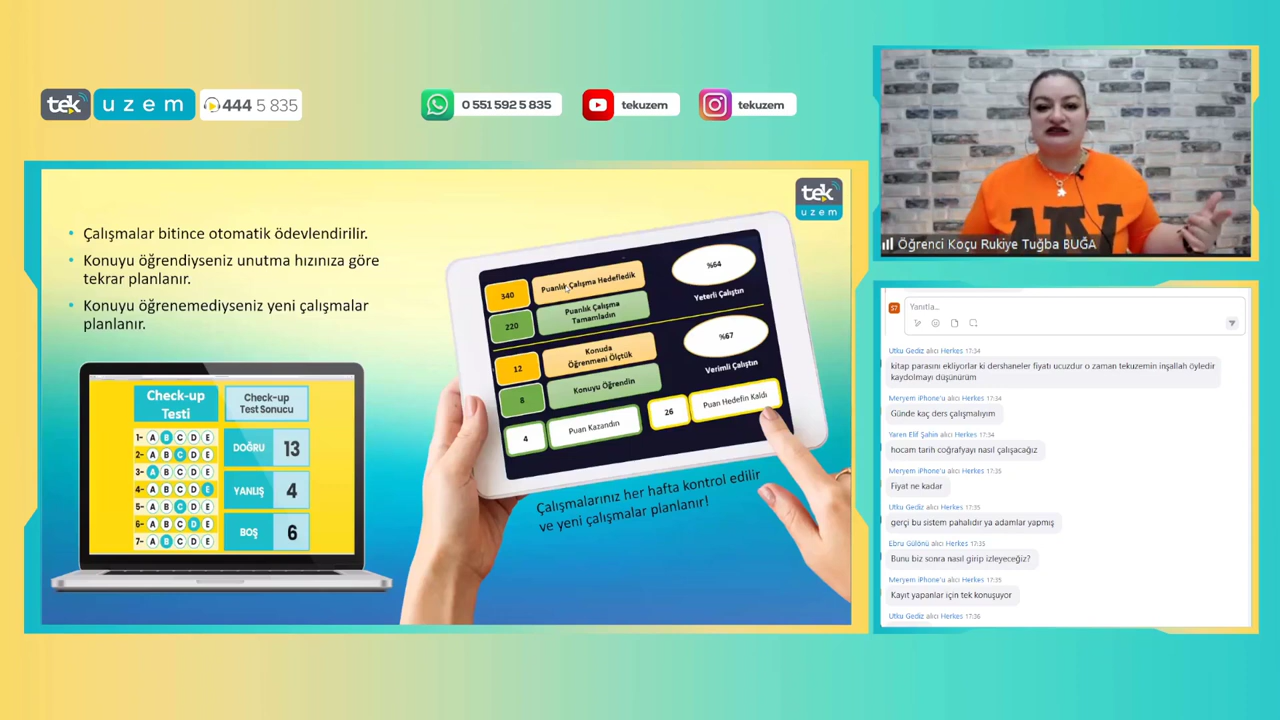 tek uzem 444 5 835
0 551 592 5 835
tekuzem
tekuzem
tek
uzem
• Çalışmalar bitince otomatik ödevlendirilir.
• Konuyu öğrendiyseniz unutma hızınıza göre
tekrar planlanır.
• Konuyu öğrenemediyseniz yeni çalışmalar
planlanır.
Check-up
Testi
1- A B C D E
2- A B C D E
3- A B C D E
4- A B C D E
5- A B C D E
6- A B C D E
7- A B C D E
Check-up
Test Sonucu
DOĞRU 13
YANLIŞ 4
BOŞ 6
340 Puanlık Çalışma Hedefledik
220 Puanlık Çalışma
Tamamladın
%64
Yeterli Çalıştın
12 Konuda
Öğrenmeni Ölçtük
8 Konuyu Öğrendin
%67
Verimli Çalıştın
4 Puan Kazandın
26 Puan Hedefin Kaldı
Çalışmalarınız her hafta kontrol edilir
ve yeni çalışmalar planlanır!
Öğrenci Koçu Rukiye Tuğba BUĞA
Yanıtla...
Utku Gediz alıcı Herkes 17:34
kitap parasını ekliyorlar ki dershaneler fiyatı ucuzdur o zaman tekuzemin inşallah öyledir
kaydolmayı düşünürüm
Meryem iPhone'u alıcı Herkes 17:34
Günde kaç ders çalışmalıyım
Yaren Elif Şahin alıcı Herkes 17:34
hocam tarih coğrafyayı nasıl çalışacağız
Meryem iPhone'u alıcı Herkes 17:35
Fiyat ne kadar
Utku Gediz alıcı Herkes 17:35
gerçi bu sistem pahalıdır ya adamlar yapmış
Ebru Gülönü alıcı Herkes 17:35
Bunu biz sonra nasıl girip izleyeceğiz?
Meryem iPhone'u alıcı Herkes 17:35
Kayıt yapanlar için tek konuşuyor
Utku Gediz alıcı Herkes 17:36